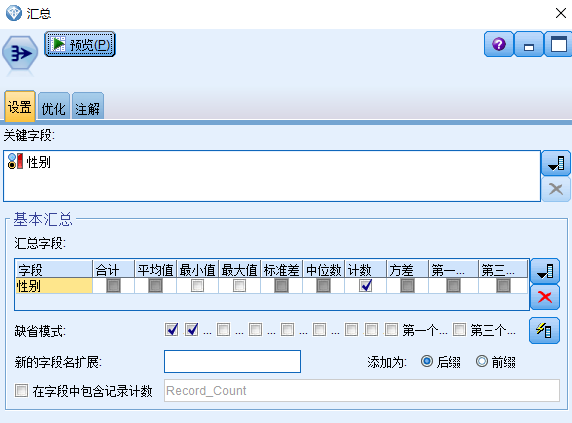 汇总
预览(P)
设置 优化 注解
关键字段:
性别
基本汇总
汇总字段:
字段 合计 平均值 最小值 最大值 标准差 中位数 计数 方差 第一... 第三...
性别
缺省模式: ... ... ... ... ... ... 第一个... 第三个...
新的字段名扩展: 添加为: 后缀 前缀
在字段中包含记录计数 Record_Count